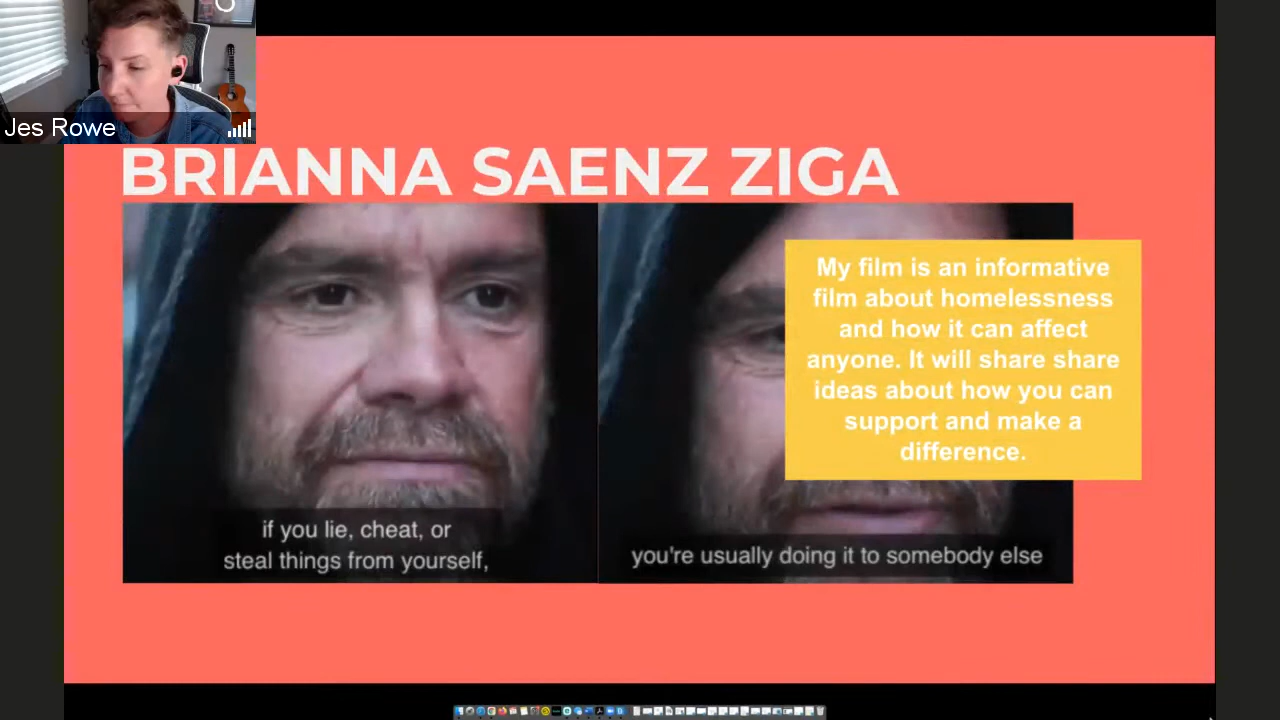 Jes Rowe
BRIANNA SAENZ ZIGA
My film is an informative
film about homelessness
and how it can affect
anyone. It will share share
ideas about how you can
support and make a
difference.
if you lie, cheat, or
steal things from yourself,
you're usually doing it to somebody else